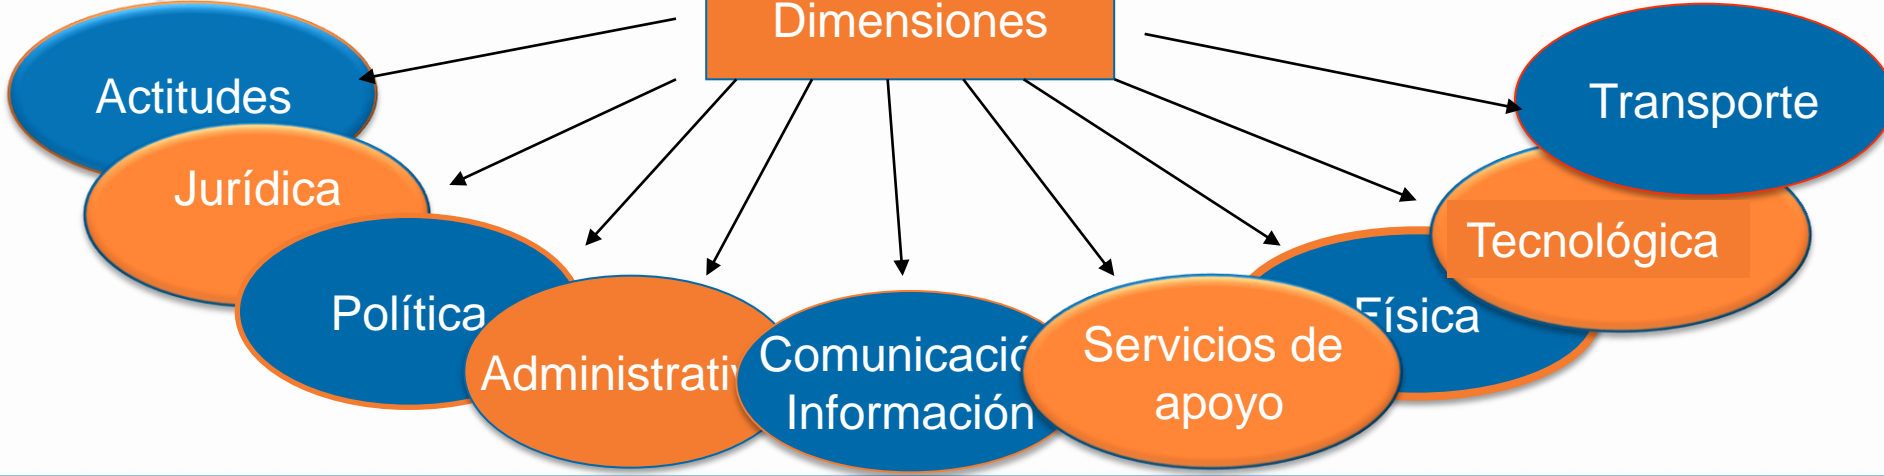 Dimensiones
Actitudes
Transporte
Jurídica
Tecnológica
Política
Física
Administrativ
Comunicació
Información
Servicios de
apoyo